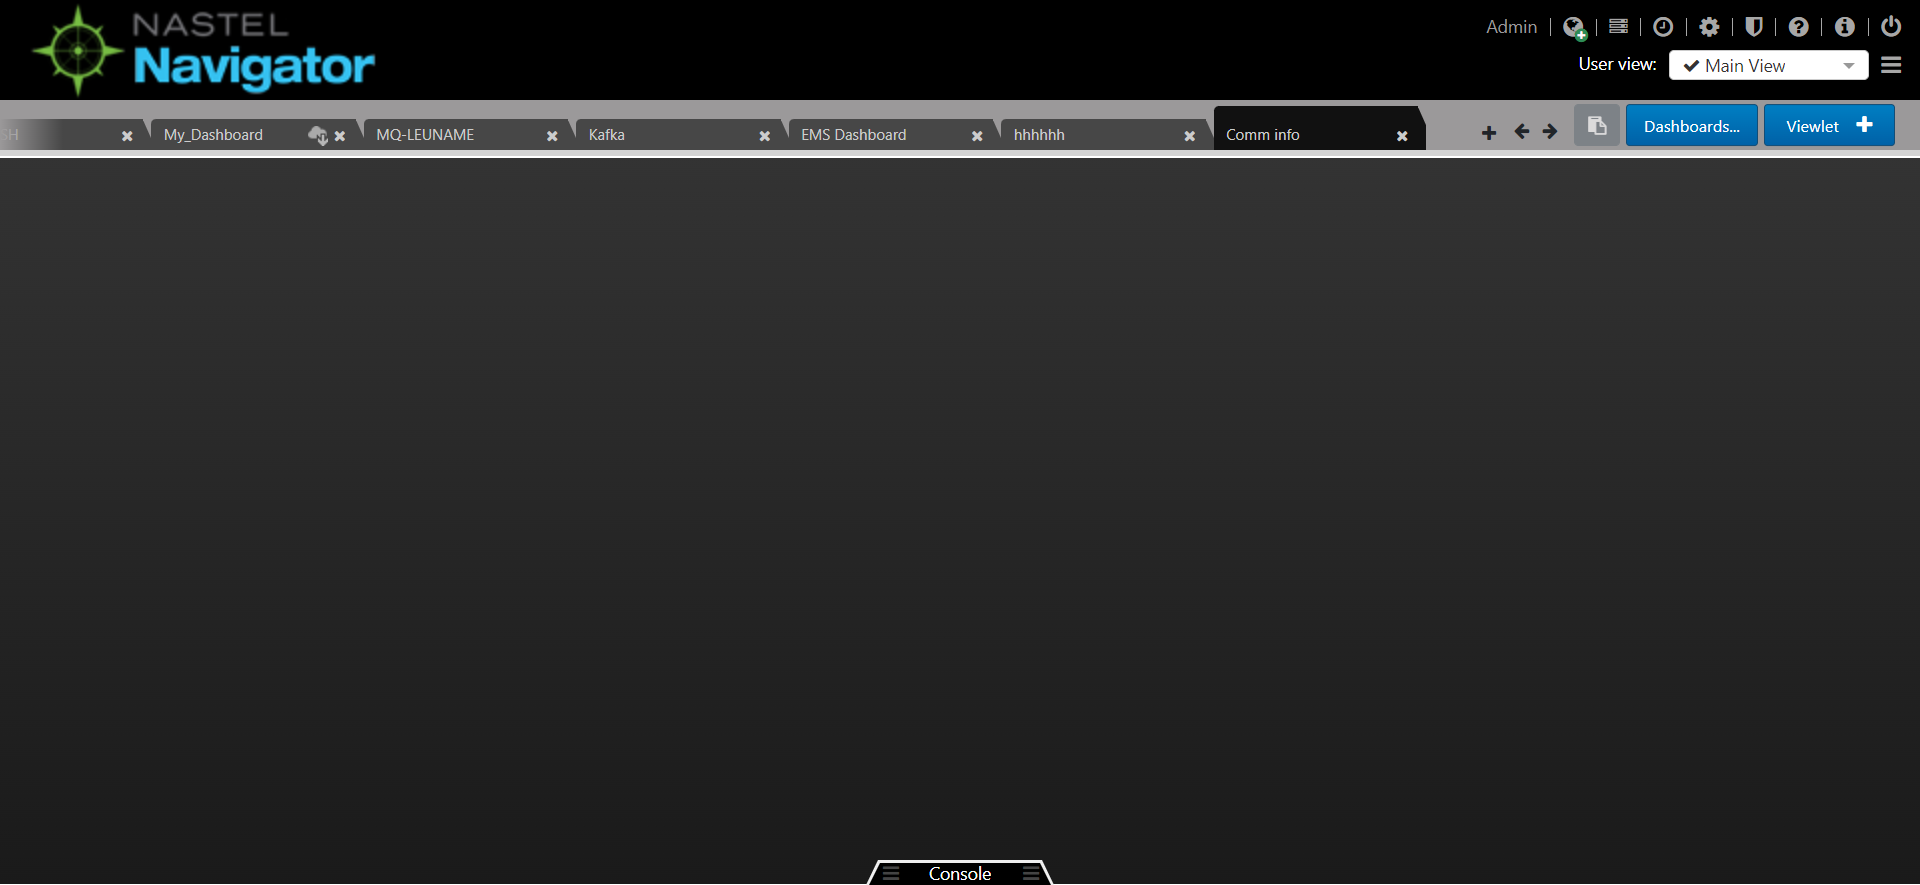 NASTEL
Navigator
Admin
User view: Main View
SH
My_Dashboard
MQ-LEUNAME
Kafka
EMS Dashboard
hhhhhh
Comm info
Dashboards...
Viewlet
Console